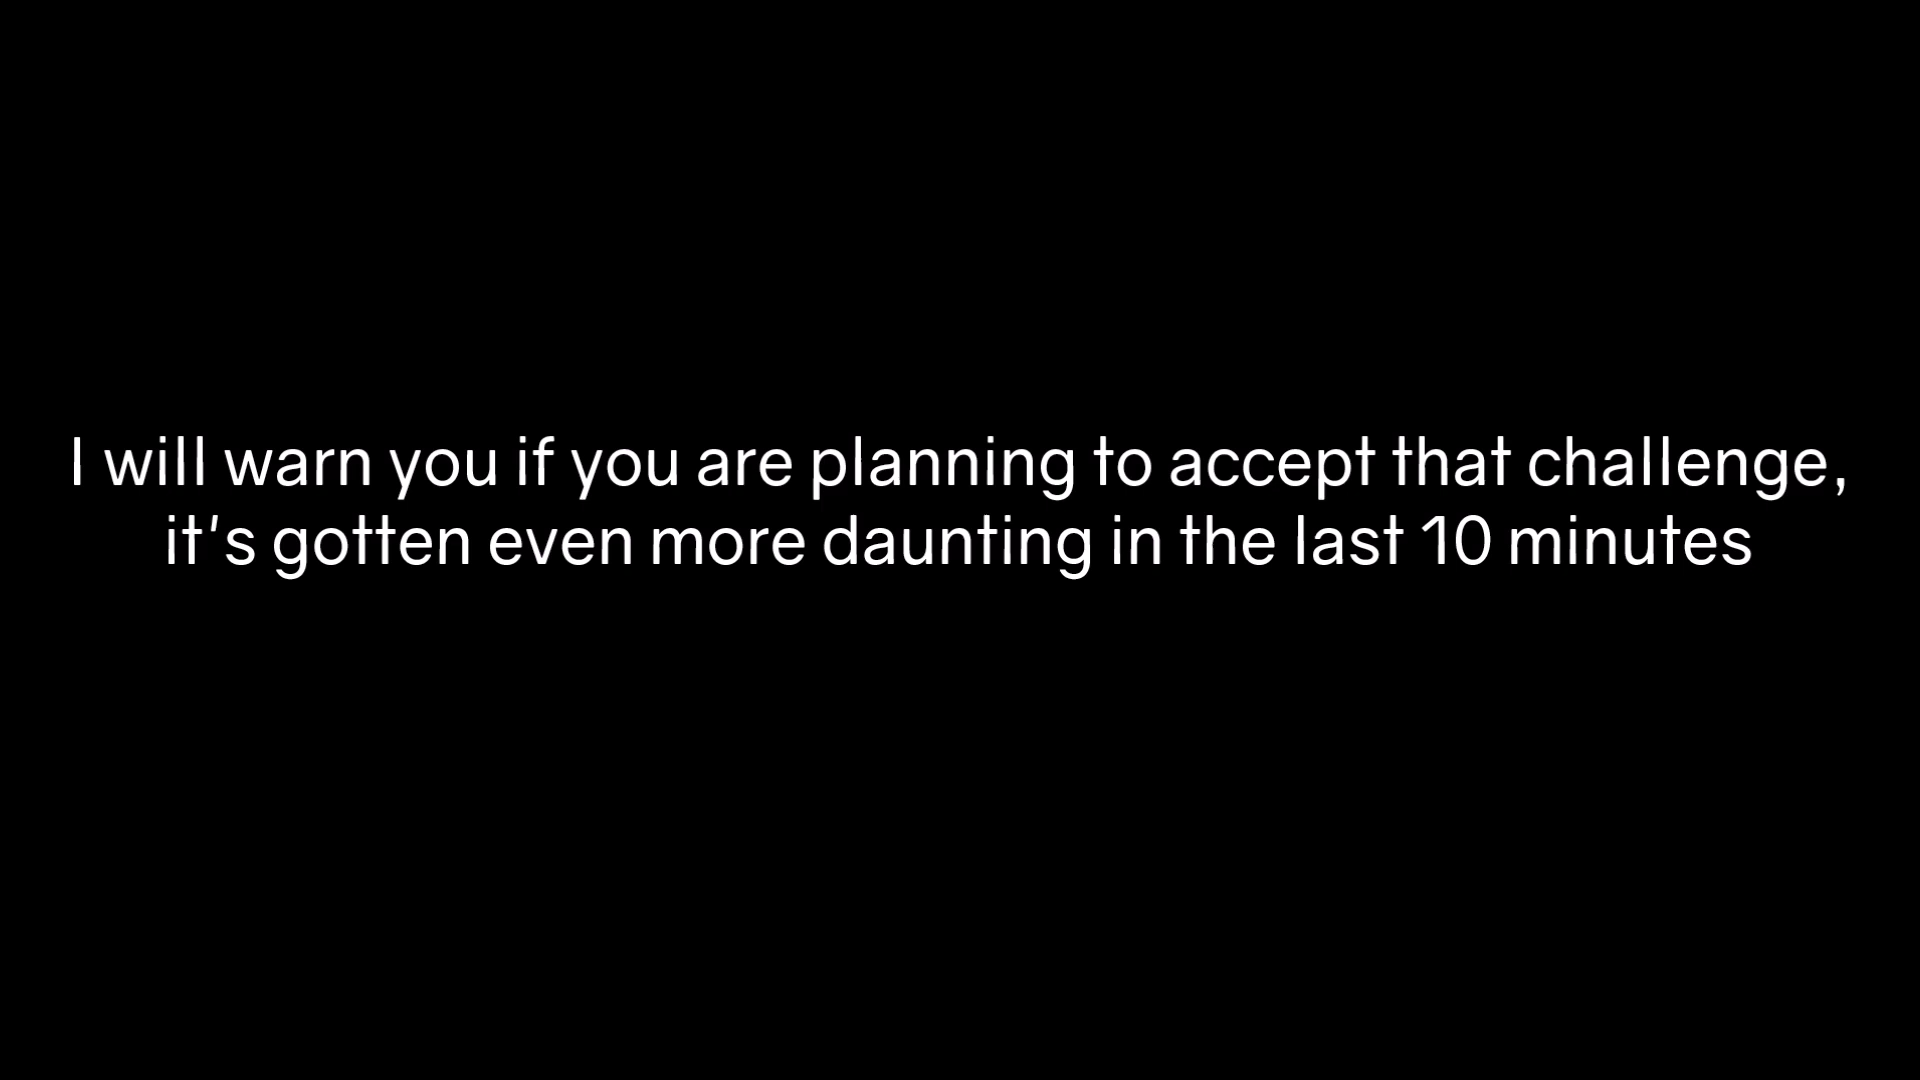 I will warn you if you are planning to accept that challenge,
it's gotten even more daunting in the last 10 minutes